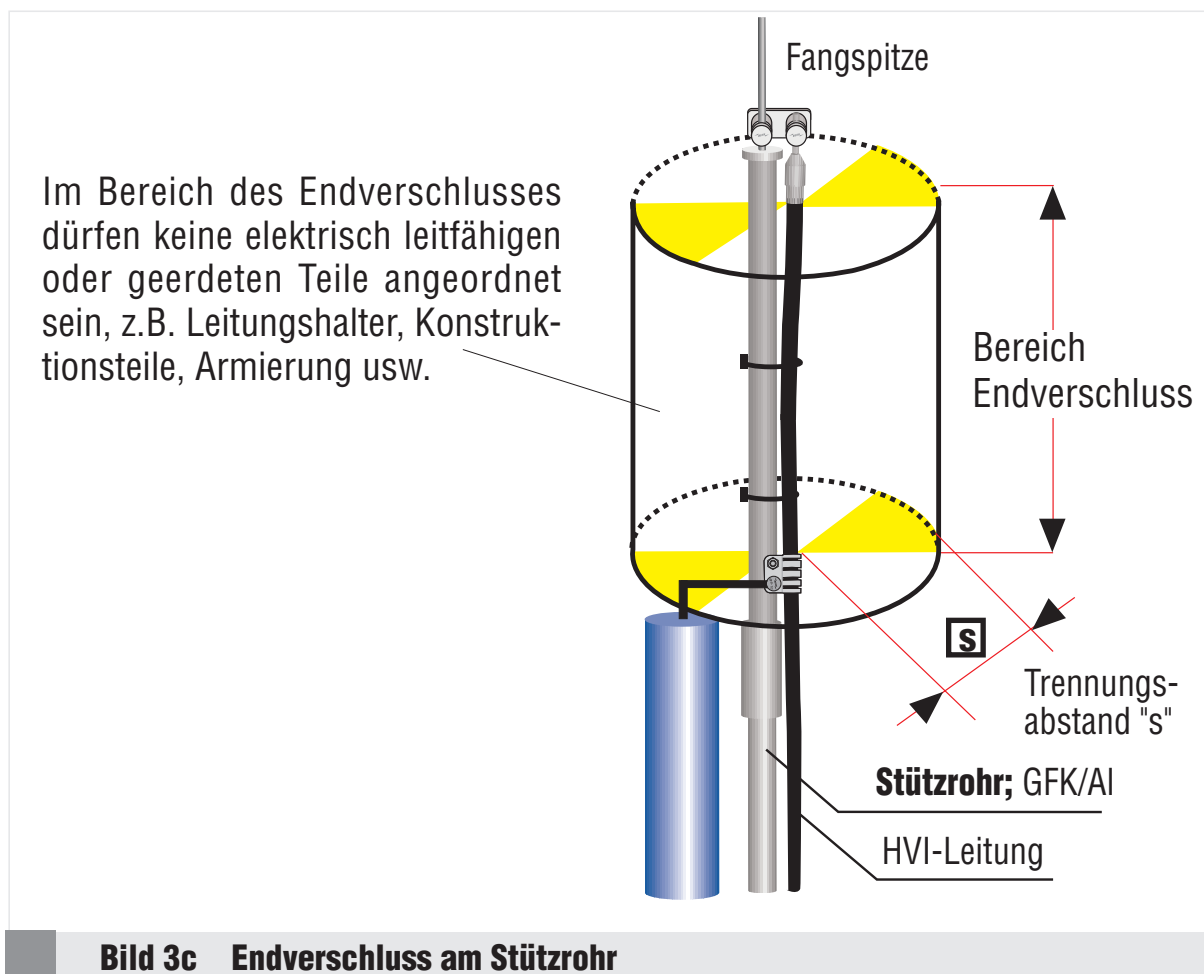 Fangspitze
Im Bereich des Endverschlusses
dürfen keine elektrisch leitfähigen
oder geerdeten Teile angeordnet
sein, z.B. Leitungshalter, Konstruk-
tionsteile, Armierung usw.
Bereich
Endverschluss
s
Trennungs-
abstand "s"
Stützrohr; GFK/Al
HVI-Leitung
Bild 3c Endverschluss am Stützrohr